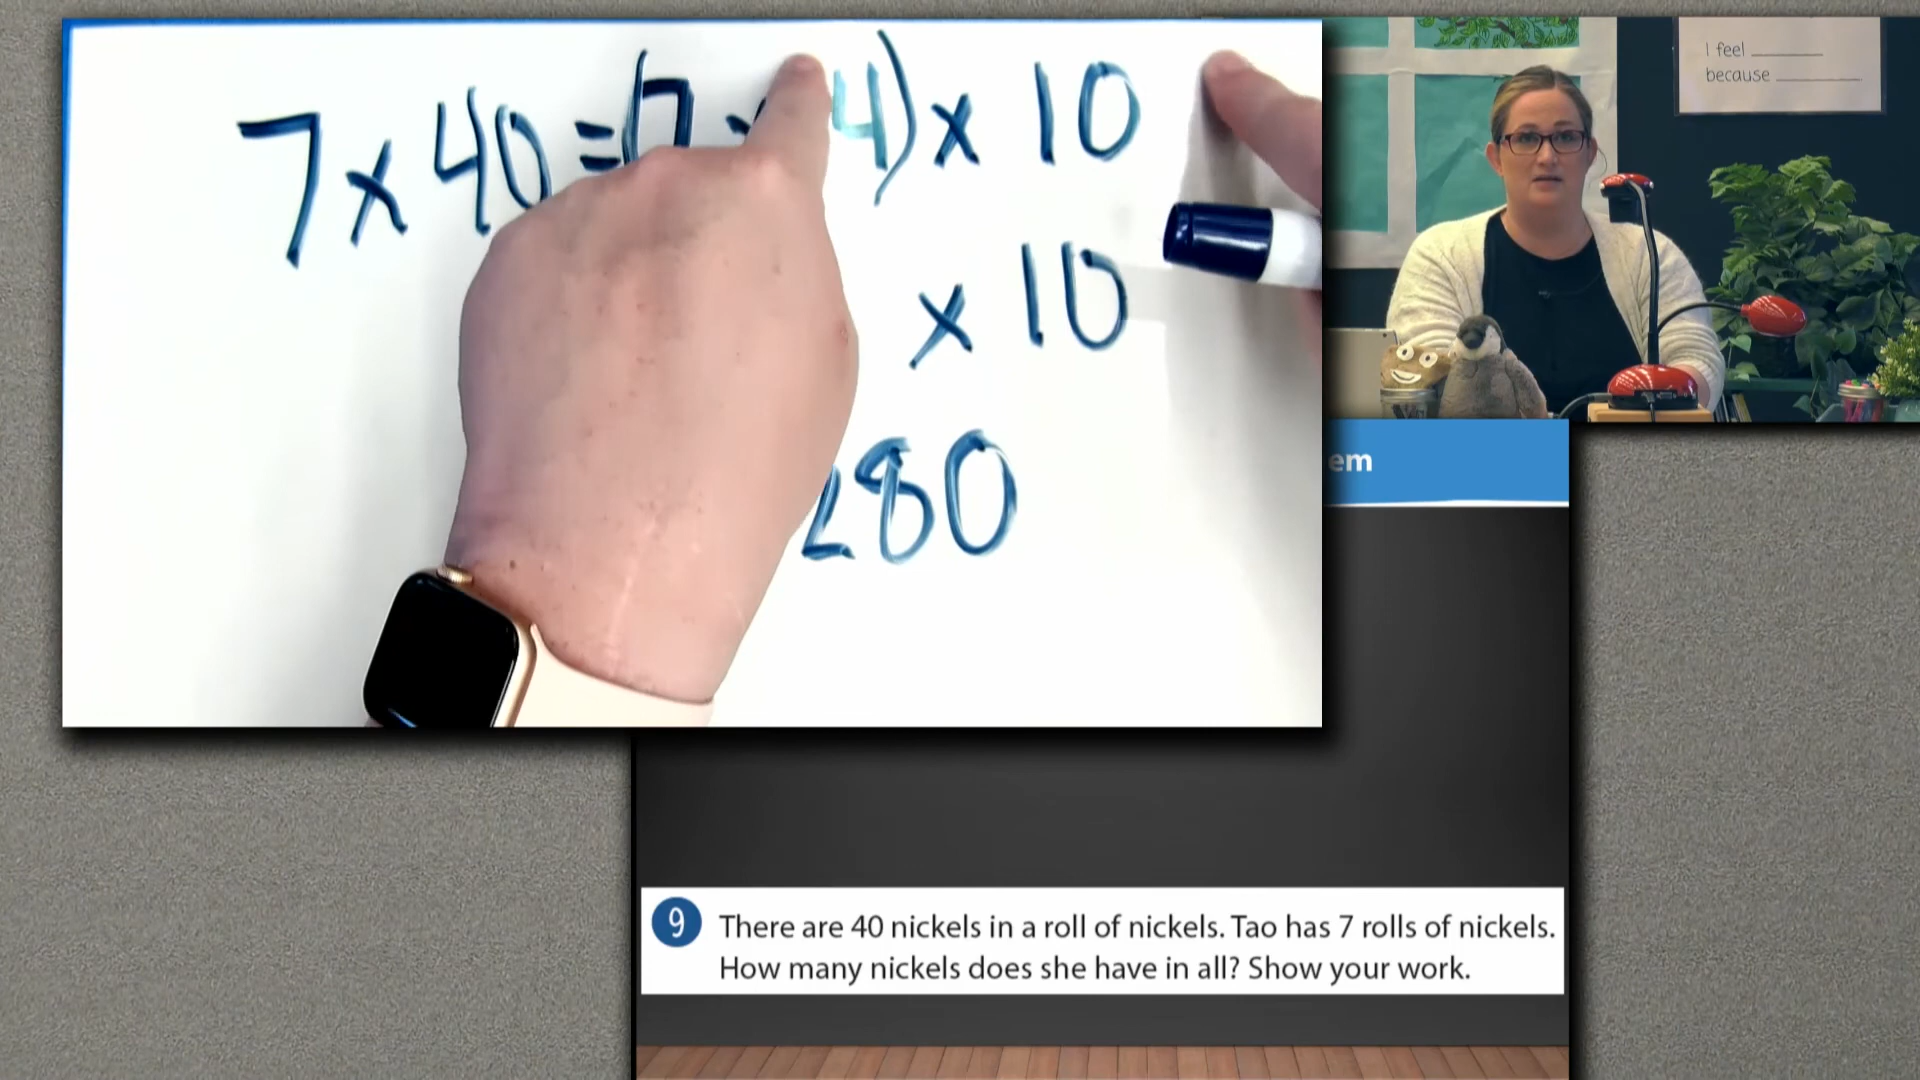 7 x 40 = (7 x 4) x 10
x 10
280
I feel
because
em
9 There are 40 nickels in a roll of nickels. Tao has 7 rolls of nickels.
How many nickels does she have in all? Show your work.